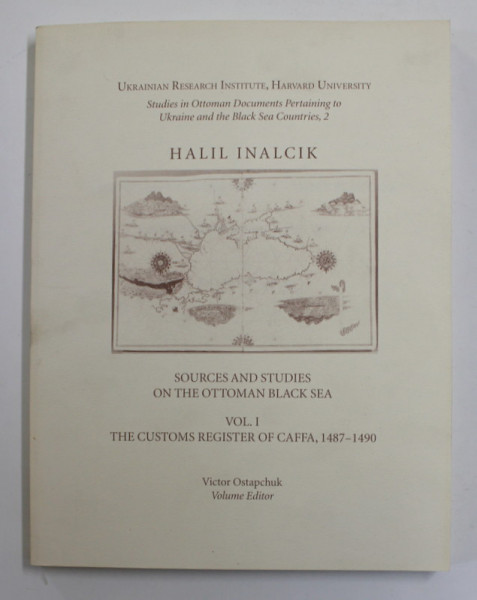 UKRAINIAN RESEARCH INSTITUTE, HARVARD UNIVERSITY
Studies in Ottoman Documents Pertaining to
Ukraine and the Black Sea Countries, 2
HALIL INALCIK
SOURCES AND STUDIES
ON THE OTTOMAN BLACK SEA
VOL. I
THE CUSTOMS REGISTER OF CAFFA, 1487–1490
Victor Ostapchuk
Volume Editor